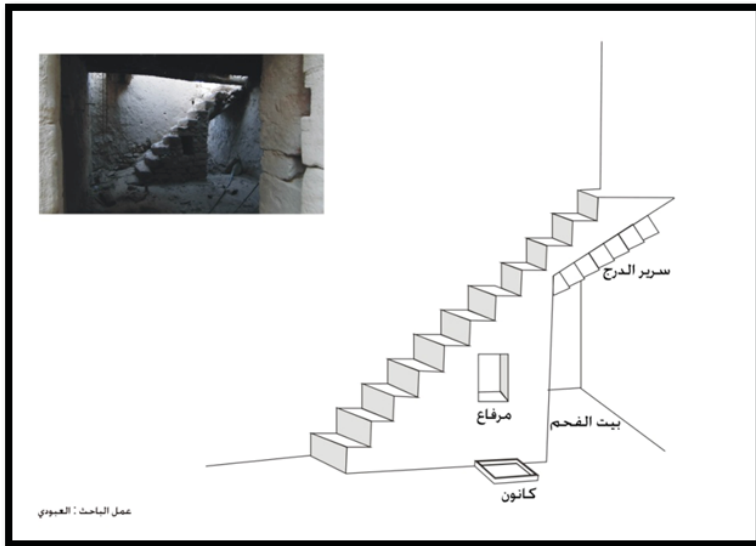 سرير الدرج
مرفاع
بيت الفحم
كانون
عمل الباحث : العبودي